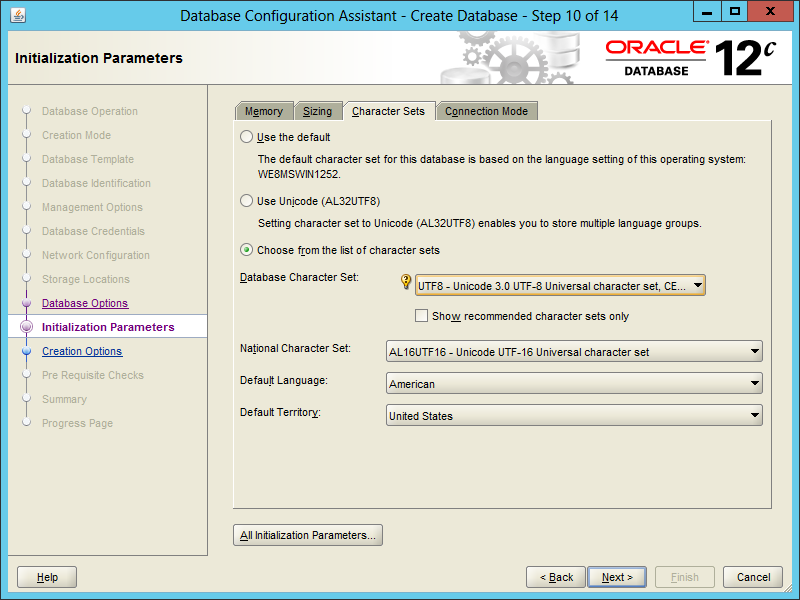 Database Configuration Assistant - Create Database - Step 10 of 14
Initialization Parameters
ORACLE®
DATABASE
12c
Database Operation
Creation Mode
Database Template
Database Identification
Management Options
Database Credentials
Network Configuration
Storage Locations
Database Options
Initialization Parameters
Creation Options
Pre Requisite Checks
Summary
Progress Page
Memory
Sizing
Character Sets
Connection Mode
Use the default
The default character set for this database is based on the language setting of this operating system:
WE8MSWIN1252.
Use Unicode (AL32UTF8)
Setting character set to Unicode (AL32UTF8) enables you to store multiple language groups.
Choose from the list of character sets
Database Character Set:
UTF8 - Unicode 3.0 UTF-8 Universal character set, CE...
Show recommended character sets only
National Character Set:
AL16UTF16 - Unicode UTF-16 Universal character set
Default Language:
American
Default Territory:
United States
All Initialization Parameters...
Help
< Back
Next >
Finish
Cancel